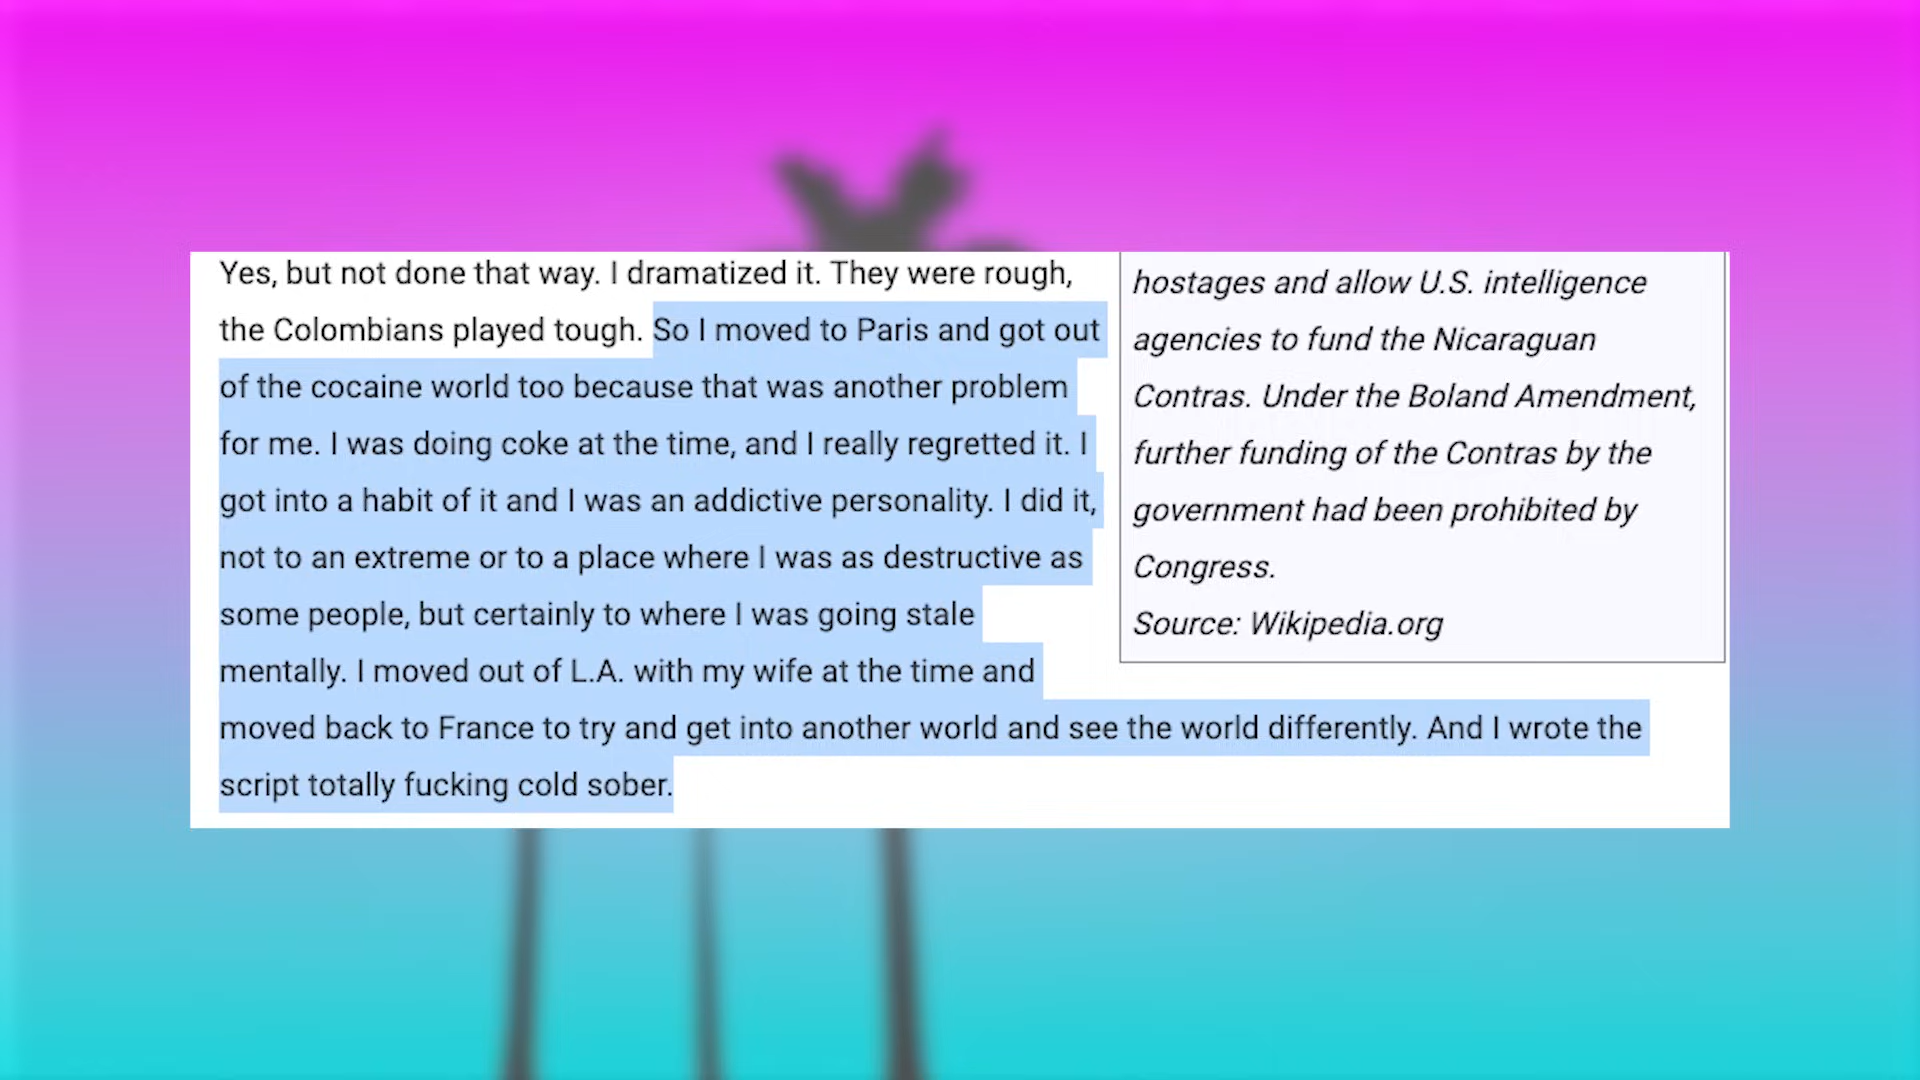 Yes, but not done that way. I dramatized it. They were rough,
the Colombians played tough. So I moved to Paris and got out
of the cocaine world too because that was another problem
for me. I was doing coke at the time, and I really regretted it. I
got into a habit of it and I was an addictive personality. I did it,
not to an extreme or to a place where I was as destructive as
some people, but certainly to where I was going stale
mentally. I moved out of L.A. with my wife at the time and
moved back to France to try and get into another world and see the world differently. And I wrote the
script totally fucking cold sober.
hostages and allow U.S. intelligence
agencies to fund the Nicaraguan
Contras. Under the Boland Amendment,
further funding of the Contras by the
government had been prohibited by
Congress.
Source: Wikipedia.org